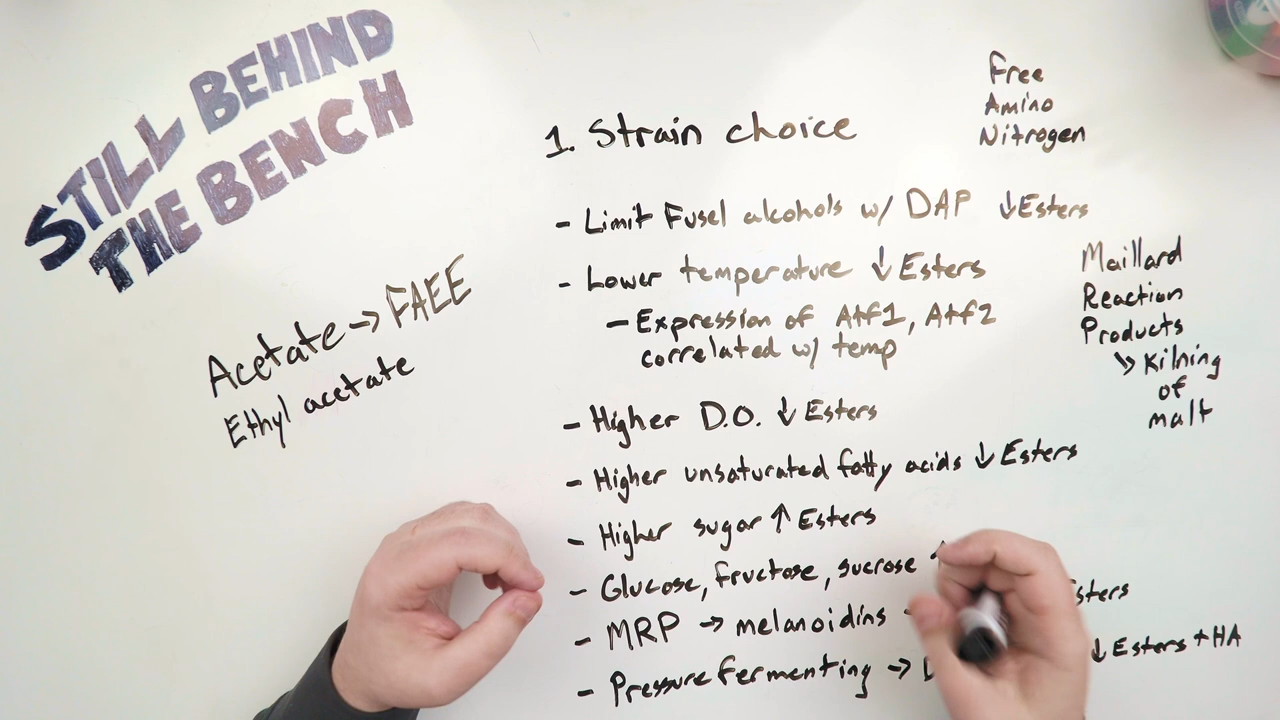 STILL BEHIND
THE BENCH
Acetate → FAEE
Ethyl acetate
1. Strain choice
- Limit Fusel alcohols w/ DAP ↓Esters
- Lower temperature ↓Esters
- Expression of Atf1, Atf2
correlated w/ temp
- Higher D.O. ↓ Esters
- Higher unsaturated fatty acids ↓ Esters
- Higher sugar ↑ Esters
- Glucose, fructose, sucrose
- MRP → melanoidins Esters
- Pressure fermenting → ↓ Esters + HA
Free
Amino
Nitrogen
Maillard
Reaction
Products
↳ Kilning
of
malt